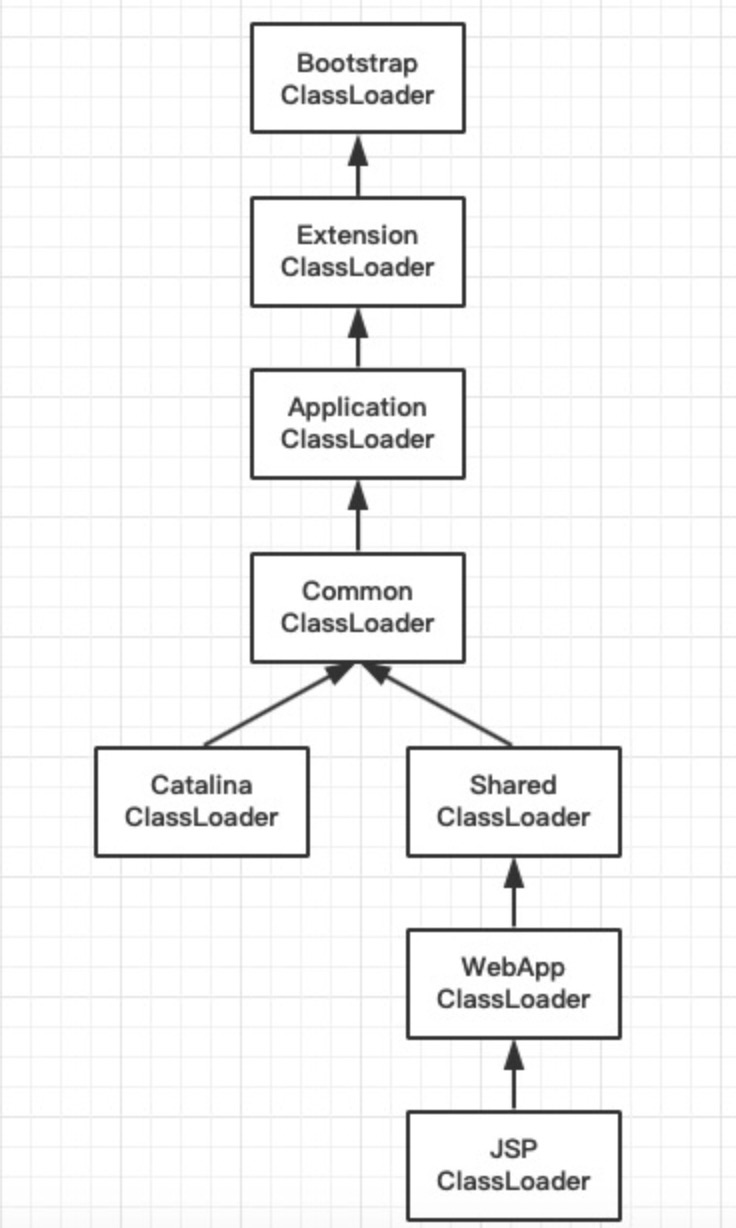 Bootstrap
ClassLoader
Extension
ClassLoader
Application
ClassLoader
Common
ClassLoader
Catalina
ClassLoader
Shared
ClassLoader
WebApp
ClassLoader
JSP
ClassLoader